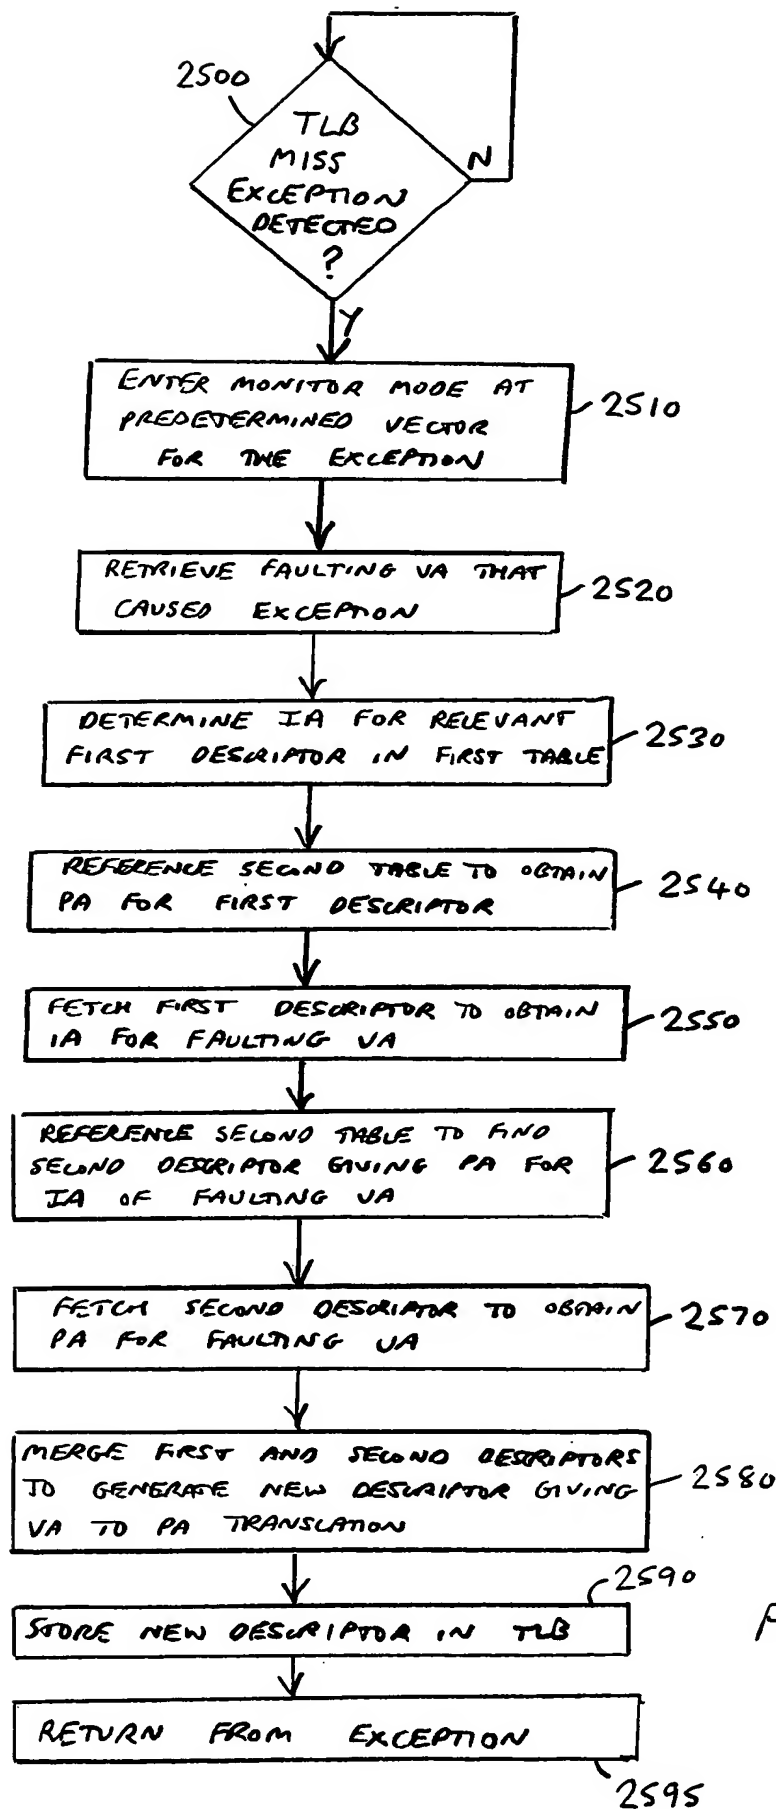 2500
TLB
MISS
EXCEPTION
DETECTED
?
N
Y
ENTER MONITOR MODE AT
PREDETERMINED VECTOR
FOR THE EXCEPTION
2510
RETRIEVE FAULTING VA THAT
CAUSED EXCEPTION
2520
DETERMINE IA FOR RELEVANT
FIRST DESCRIPTOR IN FIRST TABLE
2530
REFERENCE SECOND TABLE TO OBTAIN
PA FOR FIRST DESCRIPTOR
2540
FETCH FIRST DESCRIPTOR TO OBTAIN
IA FOR FAULTING VA
2550
REFERENCE SECOND TABLE TO FIND
SECOND DESCRIPTOR GIVING PA FOR
IA OF FAULTING VA
2560
FETCH SECOND DESCRIPTOR TO OBTAIN
PA FOR FAULTING VA
2570
MERGE FIRST AND SECOND DESCRIPTORS
TO GENERATE NEW DESCRIPTOR GIVING
VA TO PA TRANSLATION
2580
2590
STORE NEW DESCRIPTOR IN TLB
RETURN FROM EXCEPTION
2595